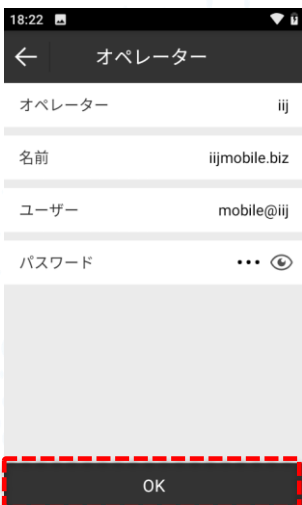 18:22
オペレーター
オペレーター iij
名前 iijmobile.biz
ユーザー mobile@iij
パスワード •••
OK